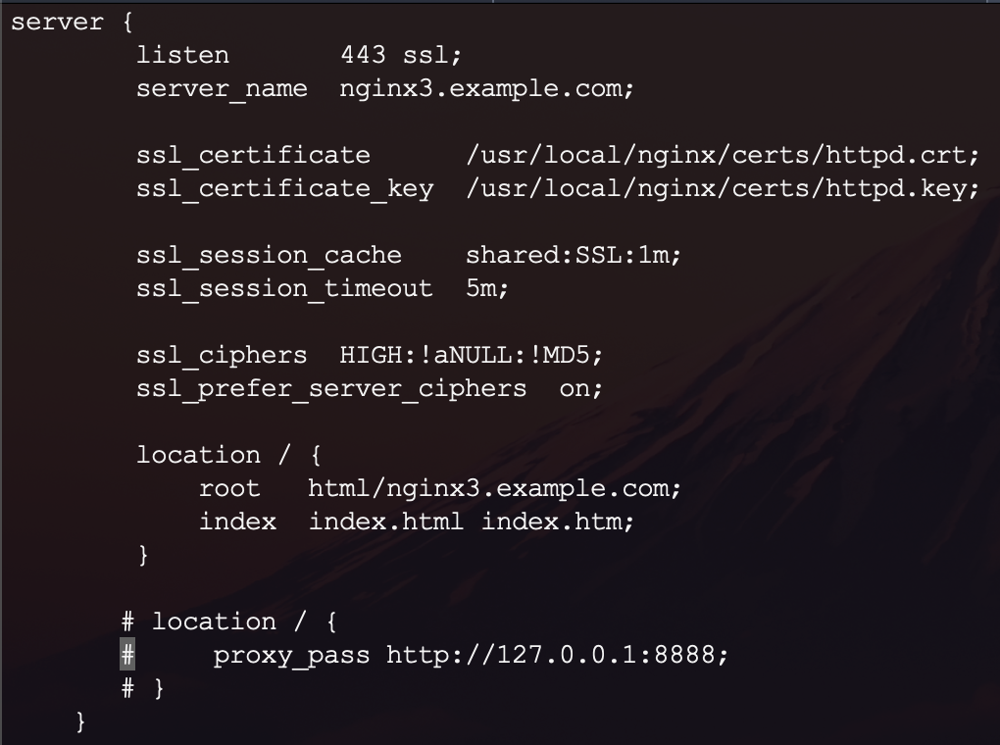 server {
listen       443 ssl;
server_name  nginx3.example.com;
ssl_certificate      /usr/local/nginx/certs/httpd.crt;
ssl_certificate_key  /usr/local/nginx/certs/httpd.key;
ssl_session_cache    shared:SSL:1m;
ssl_session_timeout  5m;
ssl_ciphers  HIGH:!aNULL:!MD5;
ssl_prefer_server_ciphers  on;
location / {
root   html/nginx3.example.com;
index  index.html index.htm;
}
# location / {
#     proxy_pass http://127.0.0.1:8888;
# }
}